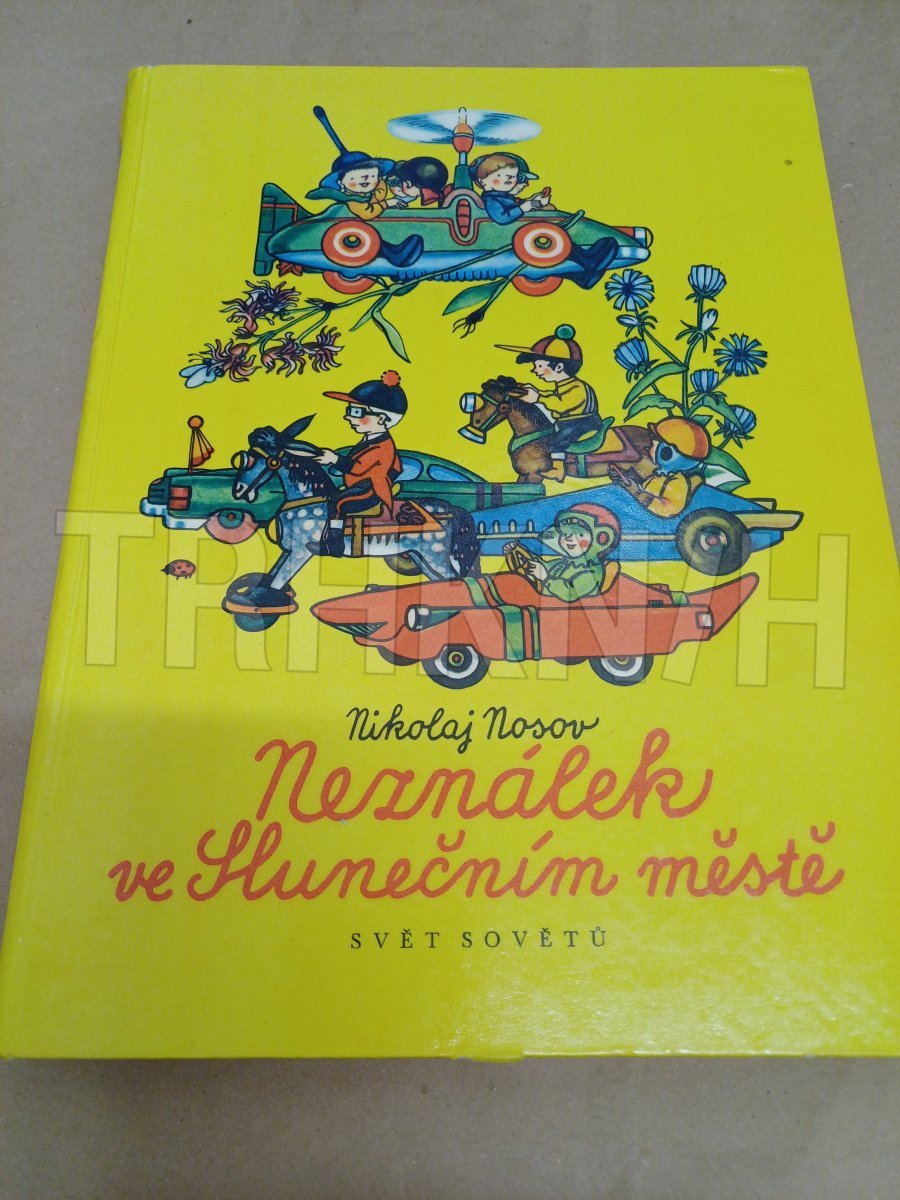 Nikolaj Nosov
Neználek
ve Slunečním městě
SVĚT SOVĚTŮ